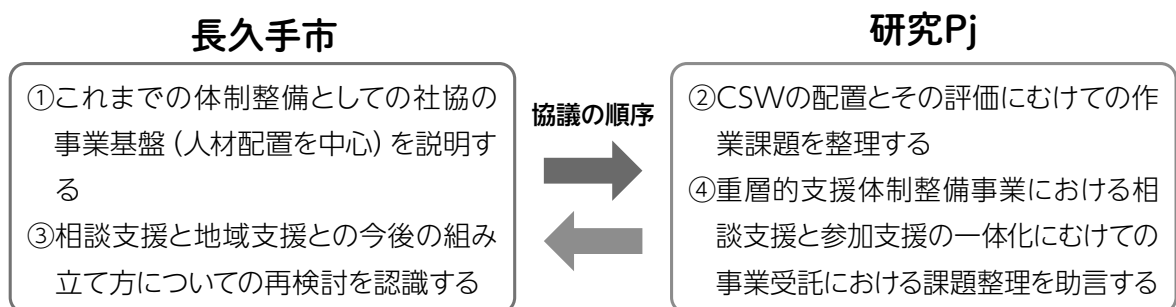 長久手市
①これまでの体制整備としての社協の
事業基盤（人材配置を中心）を説明す
る
③相談支援と地域支援との今後の組み
立て方についての再検討を認識する
協議の順序
研究Pj
②CSWの配置とその評価にむけての作
業課題を整理する
④重層的支援体制整備事業における相
談支援と参加支援の一体化にむけての
事業受託における課題整理を助言する